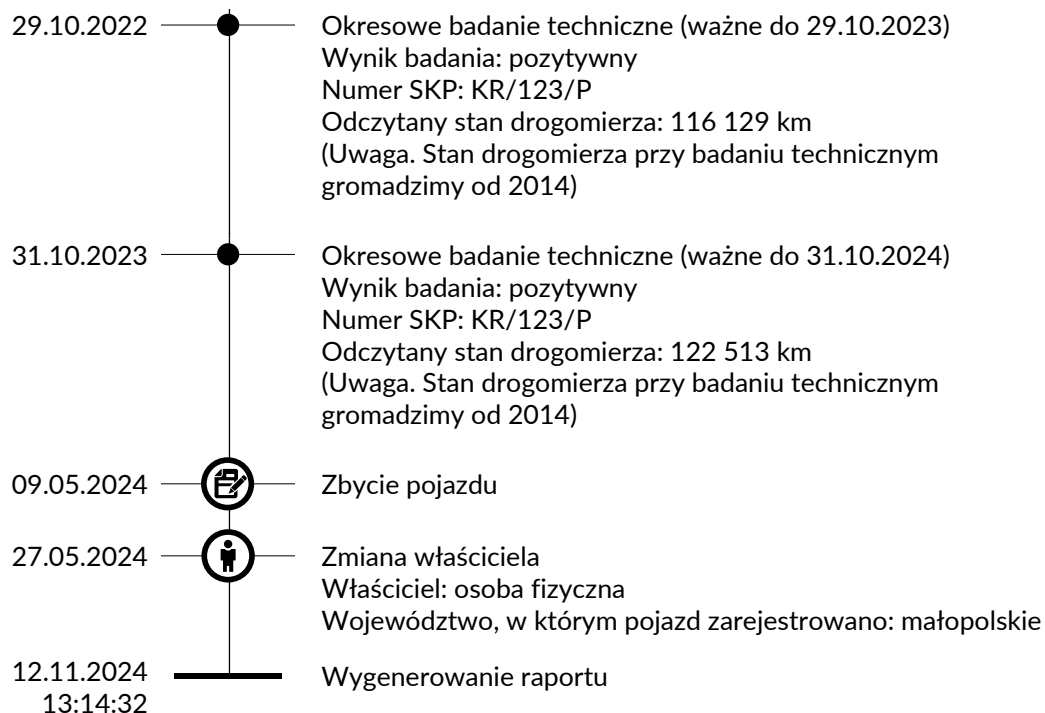 29.10.2022 Okresowe badanie techniczne (ważne do 29.10.2023)
Wynik badania: pozytywny
Numer SKP: KR/123/P
Odczytany stan drogomierza: 116 129 km
(Uwaga. Stan drogomierza przy badaniu technicznym
gromadzimy od 2014)
31.10.2023 Okresowe badanie techniczne (ważne do 31.10.2024)
Wynik badania: pozytywny
Numer SKP: KR/123/P
Odczytany stan drogomierza: 122 513 km
(Uwaga. Stan drogomierza przy badaniu technicznym
gromadzimy od 2014)
09.05.2024 Zbycie pojazdu
27.05.2024 Zmiana właściciela
Właściciel: osoba fizyczna
Województwo, w którym pojazd zarejestrowano: małopolskie
12.11.2024 Wygenerowanie raportu
13:14:32